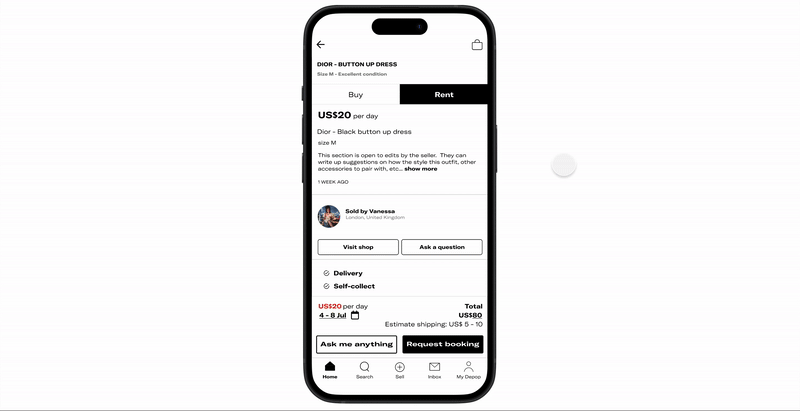 DIOR - BUTTON UP DRESS
Size M - Excellent condition
Buy Rent
US$20 per day
Dior - Black button up dress
size M
This section is open to edits by the seller. They can
write up suggestions on how the style this outfit, other
accessories to pair with, etc... show more
1 WEEK AGO
Sold by Vanessa
London, United Kingdom
Visit shop Ask a question
Delivery
Self-collect
US$20 per day Total
4 - 8 Jul US$80
Estimate shipping: US$ 5 - 10
Ask me anything Request booking
Home Search Sell Inbox My Depop